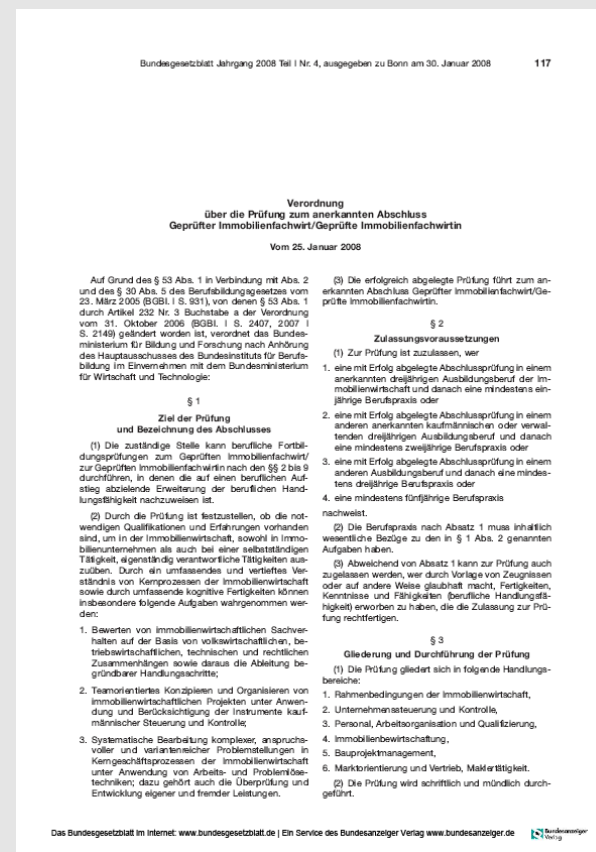 Bundesgesetzblatt Jahrgang 2008 Teil I Nr. 4, ausgegeben zu Bonn am 30. Januar 2008 117
Verordnung
über die Prüfung zum anerkannten Abschluss
Geprüfter Immobilienfachwirt/Geprüfte Immobilienfachwirtin
Vom 25. Januar 2008
Auf Grund des § 53 Abs. 1 in Verbindung mit Abs. 2
und des § 30 Abs. 5 des Berufsbildungsgesetzes vom
23. März 2005 (BGBl. I S. 931), von denen § 53 Abs. 1
durch Artikel 232 Nr. 3 Buchstabe a der Verordnung
vom 31. Oktober 2006 (BGBl. I S. 2407, 2007 I
S. 2149) geändert worden ist, verordnet das Bundes-
ministerium für Bildung und Forschung nach Anhörung
des Hauptausschusses des Bundesinstituts für Berufs-
bildung im Einvernehmen mit dem Bundesministerium
für Wirtschaft und Technologie:
§ 1
Ziel der Prüfung
und Bezeichnung des Abschlusses
(1) Die zuständige Stelle kann berufliche Fortbil-
dungsprüfungen zum Geprüften Immobilienfachwirt/
zur Geprüften Immobilienfachwirtin nach den §§ 2 bis 9
durchführen, in denen die auf einen beruflichen Auf-
stieg abzielende Erweiterung der beruflichen Hand-
lungsfähigkeit nachzuweisen ist.
(2) Durch die Prüfung ist festzustellen, ob die not-
wendigen Qualifikationen und Erfahrungen vorhanden
sind, um in der Immobilienwirtschaft, sowohl in Immo-
bilienunternehmen als auch bei einer selbstständigen
Tätigkeit, eigenständig verantwortliche Tätigkeiten aus-
zuüben. Durch ein umfassendes und vertieftes Ver-
ständnis von Kernprozessen der Immobilienwirtschaft
sowie durch umfassende kognitive Fertigkeiten können
insbesondere folgende Aufgaben wahrgenommen wer-
den:
1. Bewerten von immobilienwirtschaftlichen Sachver-
halten auf der Basis von volkswirtschaftlichen, be-
triebswirtschaftlichen, technischen und rechtlichen
Zusammenhängen sowie daraus die Ableitung be-
gründbarer Handlungsschritte;
2. Teamorientiertes Konzipieren und Organisieren von
immobilienwirtschaftlichen Projekten unter Anwen-
dung und Berücksichtigung der Instrumente kauf-
männischer Steuerung und Kontrolle;
3. Systematische Bearbeitung komplexer, anspruchs-
voller und variantenreicher Problemstellungen in
Kerngeschäftsprozessen der Immobilienwirtschaft
unter Anwendung von Arbeits- und Problemlöse-
techniken; dazu gehört auch die Überprüfung und
Entwicklung eigener und fremder Leistungen.
(3) Die erfolgreich abgelegte Prüfung führt zum an-
erkannten Abschluss Geprüfter Immobilienfachwirt/Ge-
prüfte Immobilienfachwirtin.
§ 2
Zulassungsvoraussetzungen
(1) Zur Prüfung ist zuzulassen, wer
1. eine mit Erfolg abgelegte Abschlussprüfung in einem
anerkannten dreijährigen Ausbildungsberuf der Im-
mobilienwirtschaft und danach eine mindestens ein-
jährige Berufspraxis oder
2. eine mit Erfolg abgelegte Abschlussprüfung in einem
anderen anerkannten kaufmännischen oder verwal-
tenden dreijährigen Ausbildungsberuf und danach
eine mindestens zweijährige Berufspraxis oder
3. eine mit Erfolg abgelegte Abschlussprüfung in einem
anderen Ausbildungsberuf und danach eine mindes-
tens dreijährige Berufspraxis oder
4. eine mindestens fünfjährige Berufspraxis
nachweist.
(2) Die Berufspraxis nach Absatz 1 muss inhaltlich
wesentliche Bezüge zu den in § 1 Abs. 2 genannten
Aufgaben haben.
(3) Abweichend von Absatz 1 kann zur Prüfung auch
zugelassen werden, wer durch Vorlage von Zeugnissen
oder auf andere Weise glaubhaft macht, Fertigkeiten,
Kenntnisse und Fähigkeiten (berufliche Handlungsfä-
higkeit) erworben zu haben, die die Zulassung zur Prü-
fung rechtfertigen.
§ 3
Gliederung und Durchführung der Prüfung
(1) Die Prüfung gliedert sich in folgende Handlungs-
bereiche:
1. Rahmenbedingungen der Immobilienwirtschaft,
2. Unternehmenssteuerung und Kontrolle,
3. Personal, Arbeitsorganisation und Qualifizierung,
4. Immobilienbewirtschaftung,
5. Bauprojektmanagement,
6. Marktorientierung und Vertrieb, Maklertätigkeit.
(2) Die Prüfung wird schriftlich und mündlich durch-
geführt.
Das Bundesgesetzblatt im Internet: www.bundesgesetzblatt.de | Ein Service des Bundesanzeiger Verlag www.bundesanzeiger.de
Bundesanzeiger
Verlag